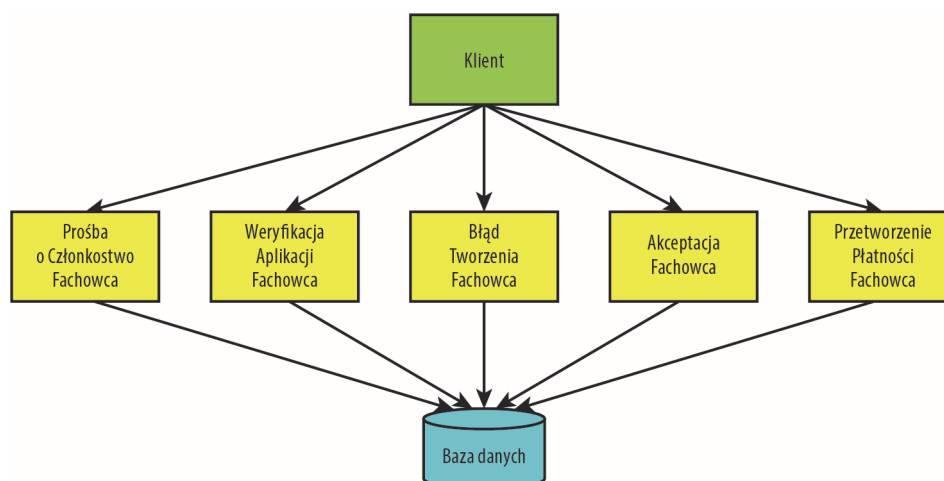 Klient
Prośba
o Członkostwo
Fachowca
Weryfikacja
Aplikacji
Fachowca
Błąd
Tworzenia
Fachowca
Akceptacja
Fachowca
Przetworzenie
Płatności
Fachowca
Baza danych